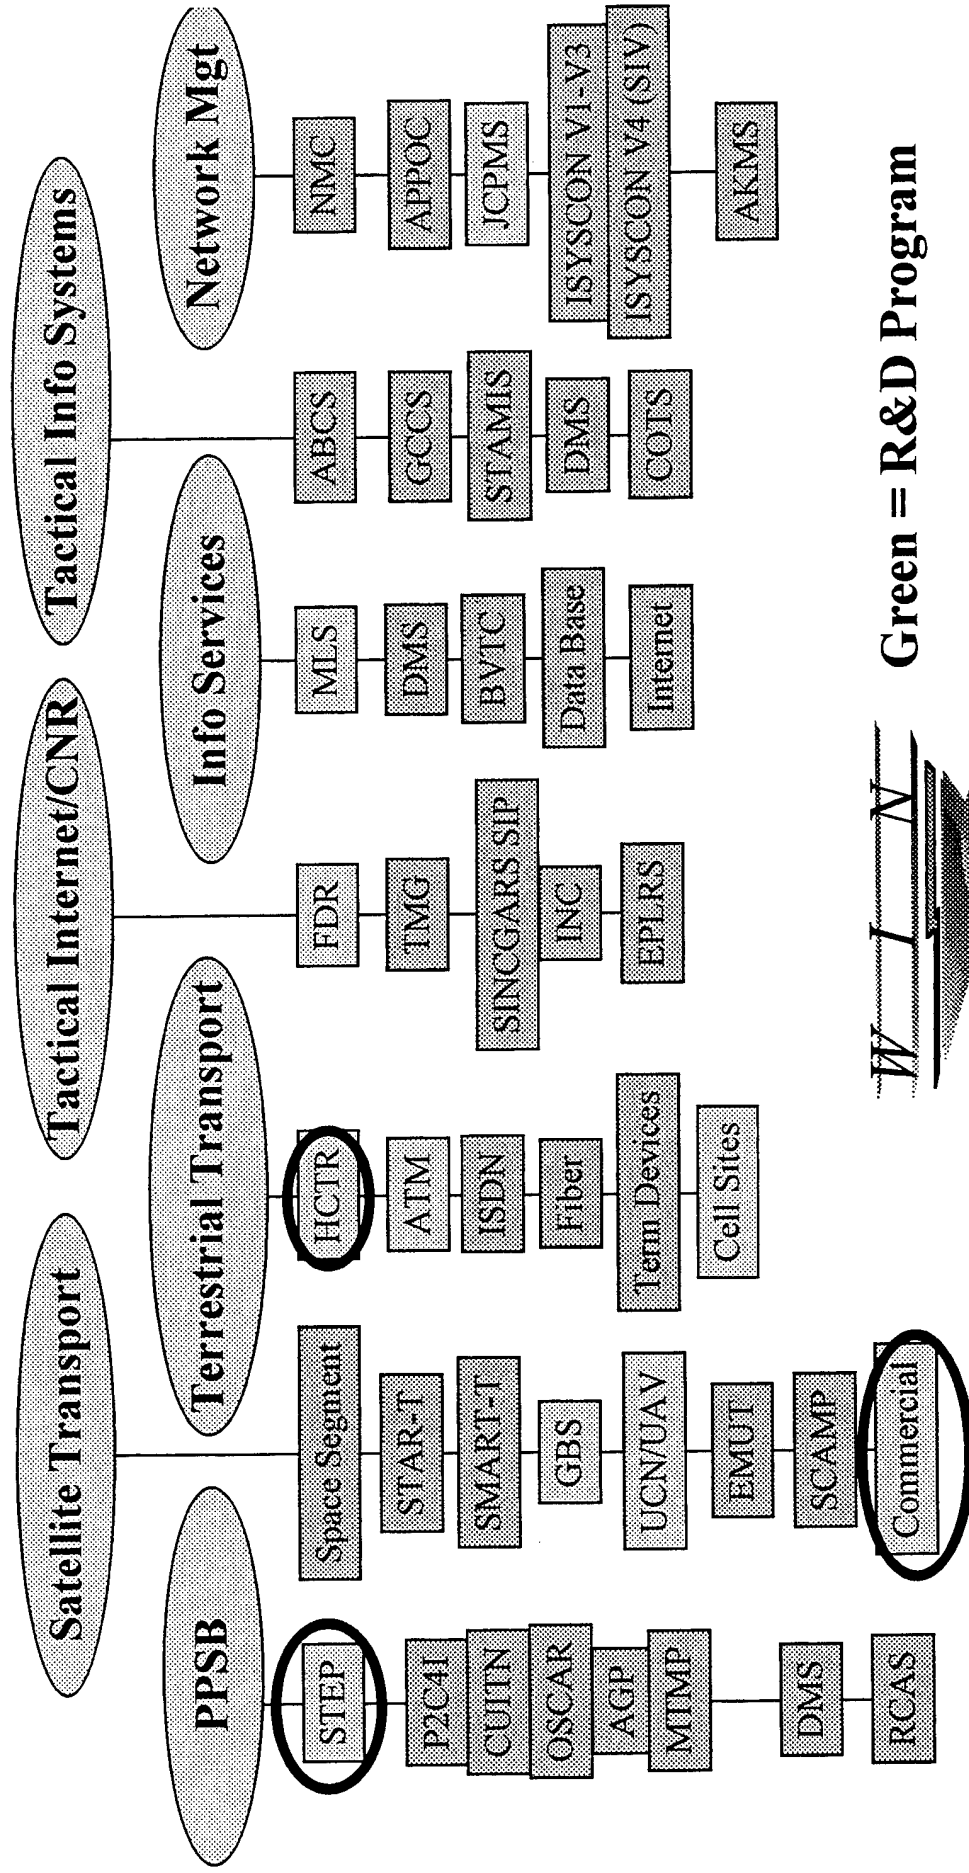 PPSB
STEP
P2C4I
CUITN
OSCAR
AGP
MTMP
DMS
RCAS
Satellite Transport
Space Segment
STAR-T
SMART-T
GBS
UCN/UAV
EMUT
SCAMP
Commercial
Terrestrial Transport
HCTR
ATM
ISDN
Fiber
Term Devices
Cell Sites
Tactical Internet/CNR
FDR
TMG
SINCGARS SIP
INC
EPLRS
Info Services
MLS
DMS
BVTC
Data Base
Internet
Tactical Info Systems
ABCS
GCCS
STAMIS
DMS
COTS
Network Mgt
NMC
APPOC
JCPMS
ISYSCON V1-V3
ISYSCON V4 (SIV)
AKMS
W I N
Green = R&D Program